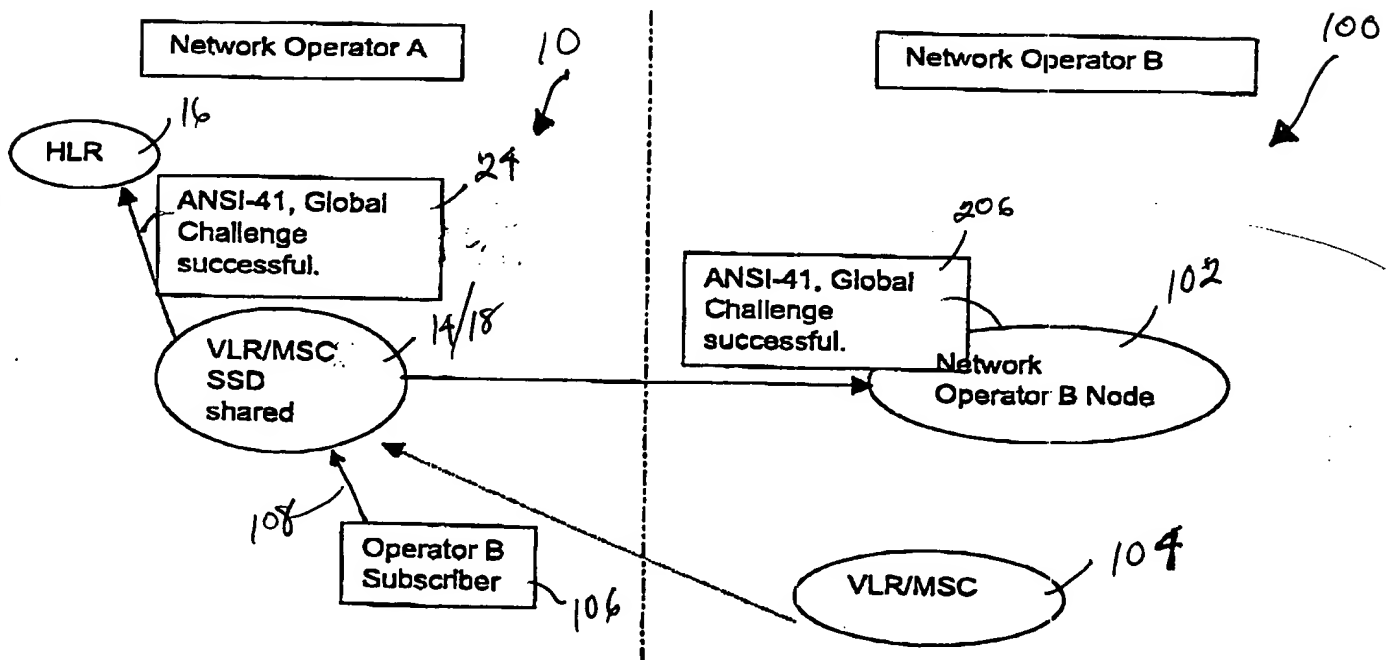 Network Operator A
10
Network Operator B
100
16
HLR
24
ANSI-41, Global
Challenge
successful.
206
ANSI-41, Global
Challenge
successful.
102
14/18
VLR/MSC
SSD
shared
Network
Operator B Node
108
Operator B
Subscriber
106
VLR/MSC
104